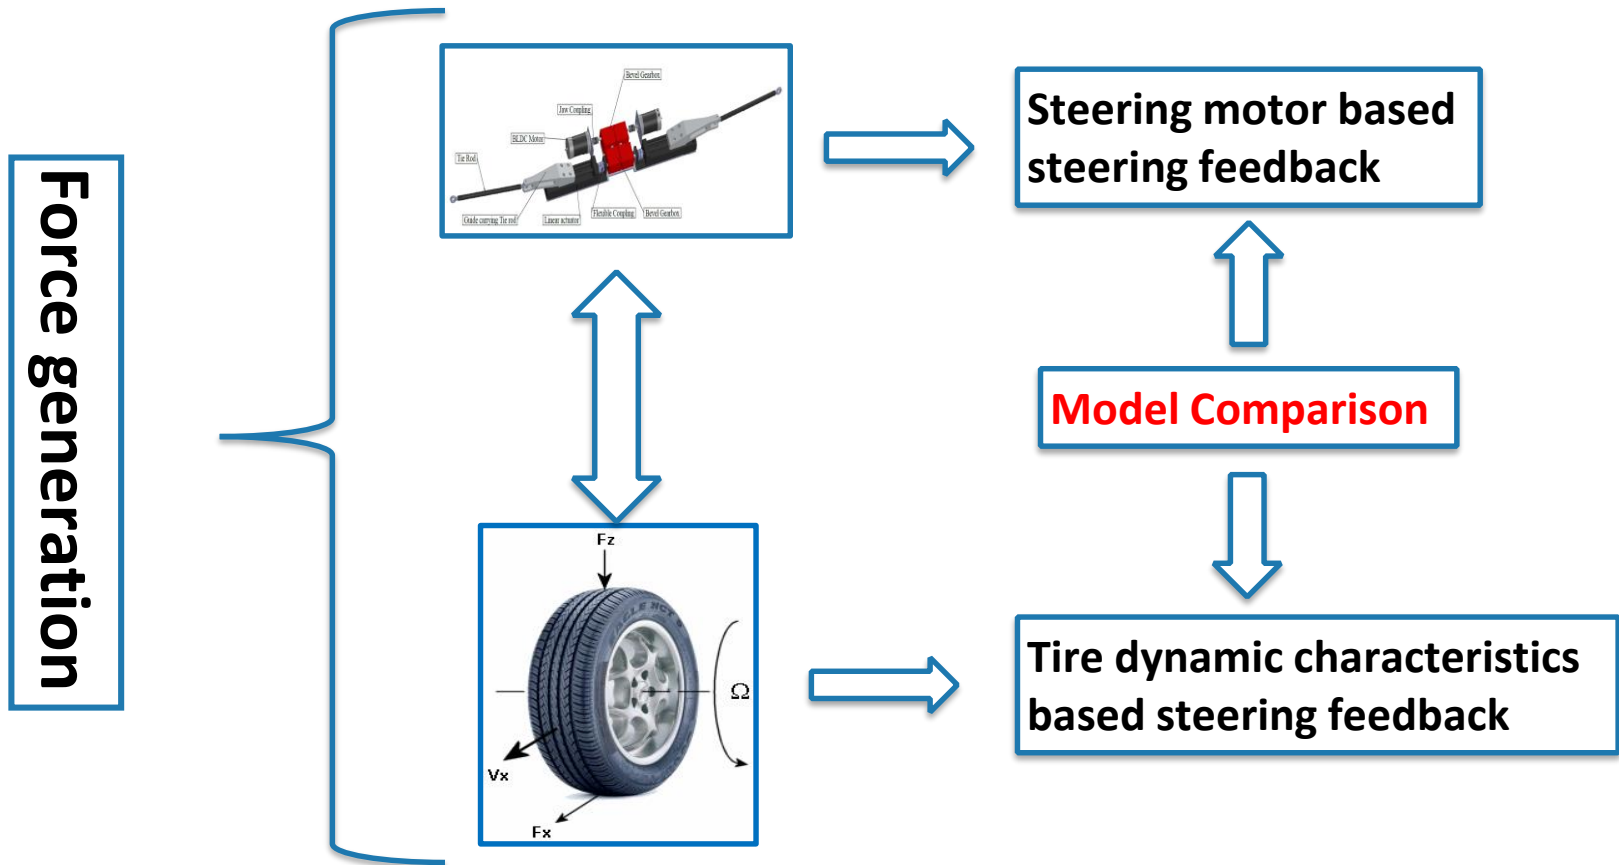 Force generation
Bevel Gearbox
Jaw Coupling
BLDC Motor
Tie Rod
Guide carrying Tie rod
Linear actuator
Flexible Coupling
Bevel Gearbox
Steering motor based
steering feedback
Model Comparison
Fz
Ω
Vx
Fx
Tire dynamic characteristics
based steering feedback